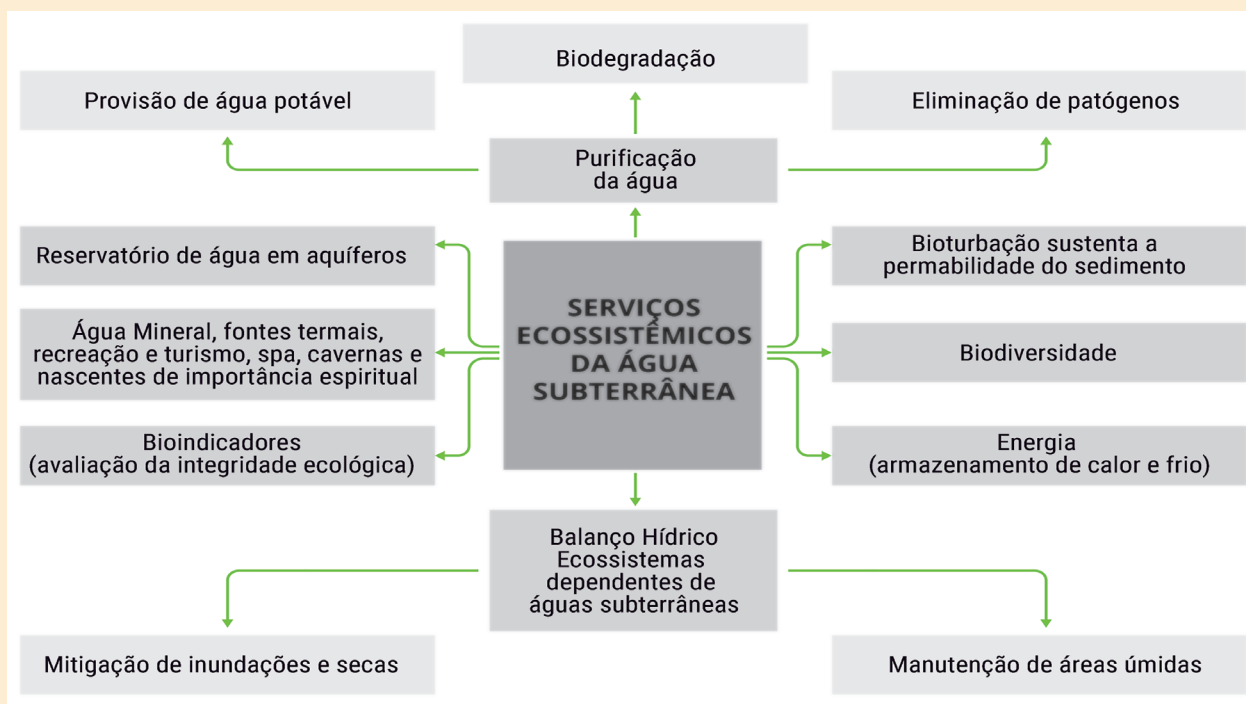 Biodegradação
Provisão de água potável
Eliminação de patógenos
Purificação
da água
Reservatório de água em aquíferos
Bioturbação sustenta a
permabilidade do sedimento
SERVIÇOS
ECOSSISTÊMICOS
DA ÁGUA
SUBTERRÂNEA
Água Mineral, fontes termais,
recreação e turismo, spa, cavernas e
nascentes de importância espiritual
Biodiversidade
Bioindicadores
(avaliação da integridade ecológica)
Energia
(armazenamento de calor e frio)
Balanço Hídrico
Ecossistemas
dependentes de
águas subterrâneas
Mitigação de inundações e secas
Manutenção de áreas úmidas